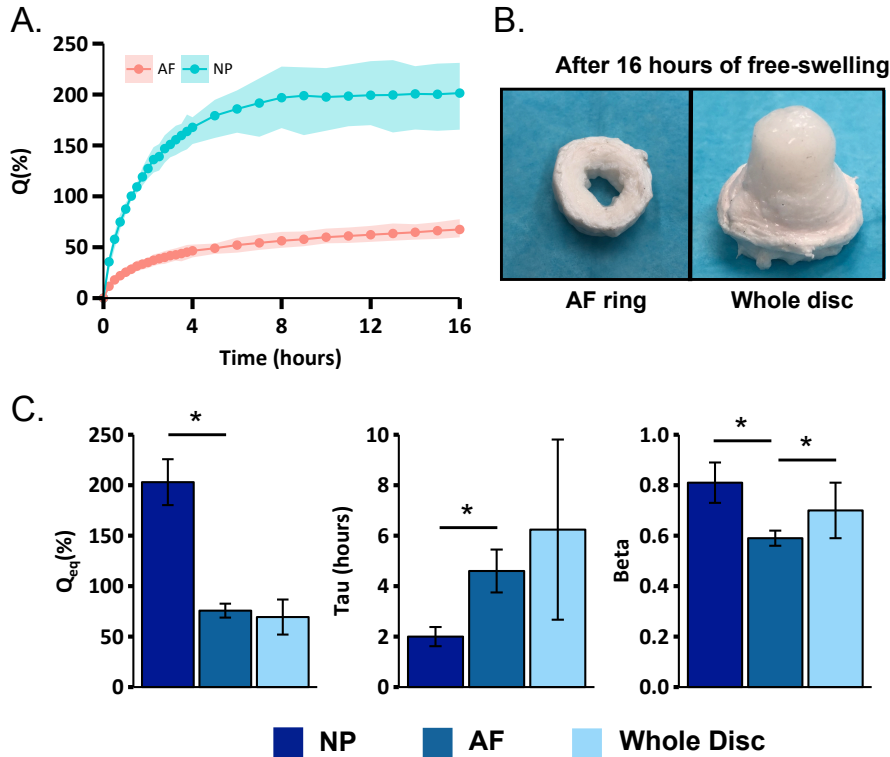 A.
250
200
150
100
50
0
Q(%)
AF NP
0 4 8 12 16
Time (hours)
B.
After 16 hours of free-swelling
AF ring Whole disc
C.
250
200
150
100
50
0
Qeq(%)
*
10
8
6
4
2
0
Tau (hours)
*
1.0
0.8
0.6
0.4
0.2
0.0
Beta
* *
NP AF Whole Disc